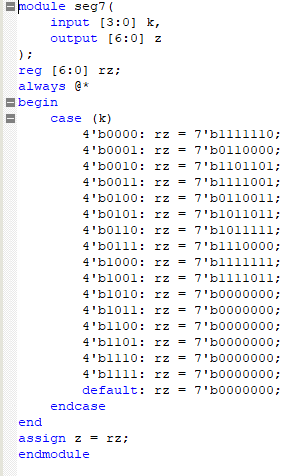 module seg7(
    input [3:0] k,
    output [6:0] z
);
reg [6:0] rz;
always @*
begin
    case (k)
        4'b0000: rz = 7'b1111110;
        4'b0001: rz = 7'b0110000;
        4'b0010: rz = 7'b1101101;
        4'b0011: rz = 7'b1111001;
        4'b0100: rz = 7'b0110011;
        4'b0101: rz = 7'b1011011;
        4'b0110: rz = 7'b1011111;
        4'b0111: rz = 7'b1110000;
        4'b1000: rz = 7'b1111111;
        4'b1001: rz = 7'b1111011;
        4'b1010: rz = 7'b0000000;
        4'b1011: rz = 7'b0000000;
        4'b1100: rz = 7'b0000000;
        4'b1101: rz = 7'b0000000;
        4'b1110: rz = 7'b0000000;
        4'b1111: rz = 7'b0000000;
        default: rz = 7'b0000000;
    endcase
end
assign z = rz;
endmodule